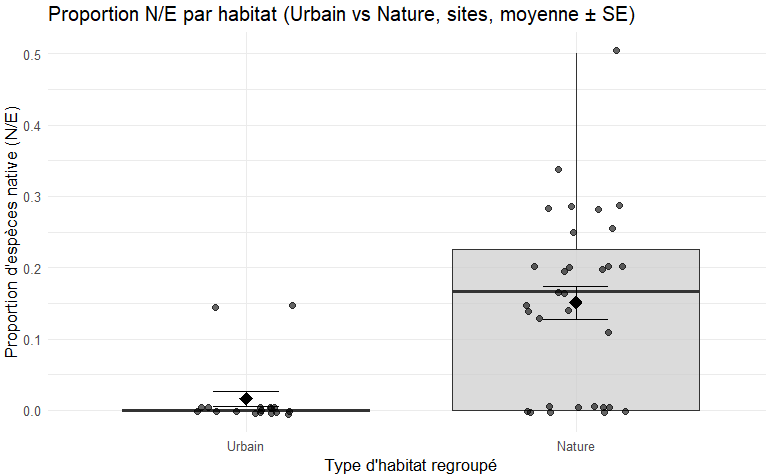 Proportion N/E par habitat (Urbain vs Nature, sites, moyenne ± SE)
Proportion d'espèces native (N/E)
0.5
0.4
0.3
0.2
0.1
0.0
Urbain
Nature
Type d'habitat regroupé